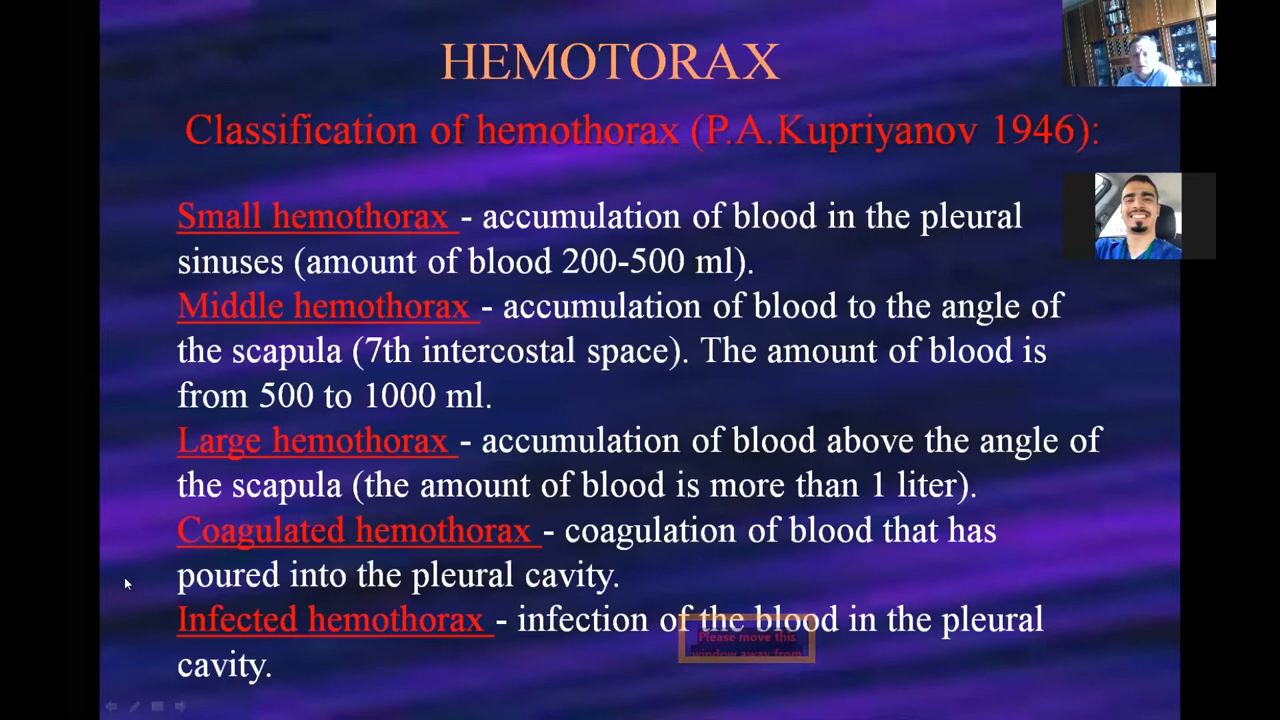 HEMOTORAX
Classification of hemothorax (P.A.Kupriyanov 1946):
Small hemothorax - accumulation of blood in the pleural
sinuses (amount of blood 200-500 ml).
Middle hemothorax - accumulation of blood to the angle of
the scapula (7th intercostal space). The amount of blood is
from 500 to 1000 ml.
Large hemothorax - accumulation of blood above the angle of
the scapula (the amount of blood is more than 1 liter).
Coagulated hemothorax - coagulation of blood that has
poured into the pleural cavity.
Infected hemothorax - infection of the blood in the pleural
cavity.
Please move this
window away from